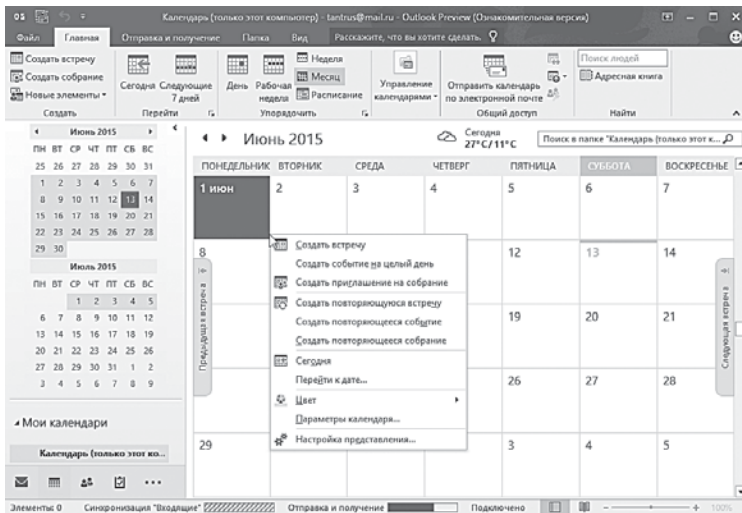 Календарь (только этот компьютер) - tantrus@mail.ru - Outlook Preview (Ознакомительная версия)
Файл Главная Отправка и получение Папка Вид Расскажите, что вы хотите сделать.
Создать встречу
Создать собрание
Новые элементы
Создать
Сегодня Следующие 7 дней
Перейти
День Рабочая неделя
Неделя
Месяц
Расписание
Упорядочить
Управление календарями
Отправить календарь по электронной почте
Общий доступ
Поиск людей
Адресная книга
Найти
Июнь 2015
ПН ВТ СР ЧТ ПТ СБ ВС
25 26 27 28 29 30 31
1 2 3 4 5 6 7
8 9 10 11 12 13 14
15 16 17 18 19 20 21
22 23 24 25 26 27 28
29 30
Июль 2015
ПН ВТ СР ЧТ ПТ СБ ВС
1 2 3 4 5
6 7 8 9 10 11 12
13 14 15 16 17 18 19
20 21 22 23 24 25 26
27 28 29 30 31 1 2
3 4 5 6 7 8 9
Мои календари
Календарь (только этот ко...
Июнь 2015
Сегодня
27°C/11°C
Поиск в папке "Календарь (только этот к...
ПОНЕДЕЛЬНИК ВТОРНИК СРЕДА ЧЕТВЕРГ ПЯТНИЦА СУББОТА ВОСКРЕСЕНЬЕ
1 июн 2 3 4 5 6 7
8 12 13 14
19 20 21
26 27 28
29 3 4 5
Предыдущая встреча
Следующая встреча
Создать встречу
Создать событие на целый день
Создать приглашение на собрание
Создать повторяющуюся встречу
Создать повторяющееся событие
Создать повторяющееся собрание
Сегодня
Перейти к дате...
Цвет
Параметры календаря...
Настройка представления...
Элементы: 0 Синхронизация "Входящие" Отправка и получение Подключено 100%